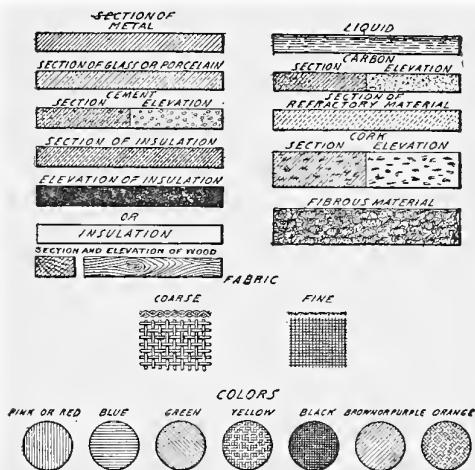 SECTION OF
METAL
SECTION OF GLASS OR PORCELAIN
CEMENT
SECTION ELEVATION
SECTION OF INSULATION
ELEVATION OF INSULATION
OR
INSULATION
SECTION AND ELEVATION OF WOOD
LIQUID
CARBON
SECTION ELEVATION
SECTION OF
REFRACTORY MATERIAL
CORK
SECTION ELEVATION
FIBROUS MATERIAL
FABRIC
COARSE FINE
COLORS
PINK OR RED BLUE GREEN YELLOW BLACK BROWN OR PURPLE ORANGE